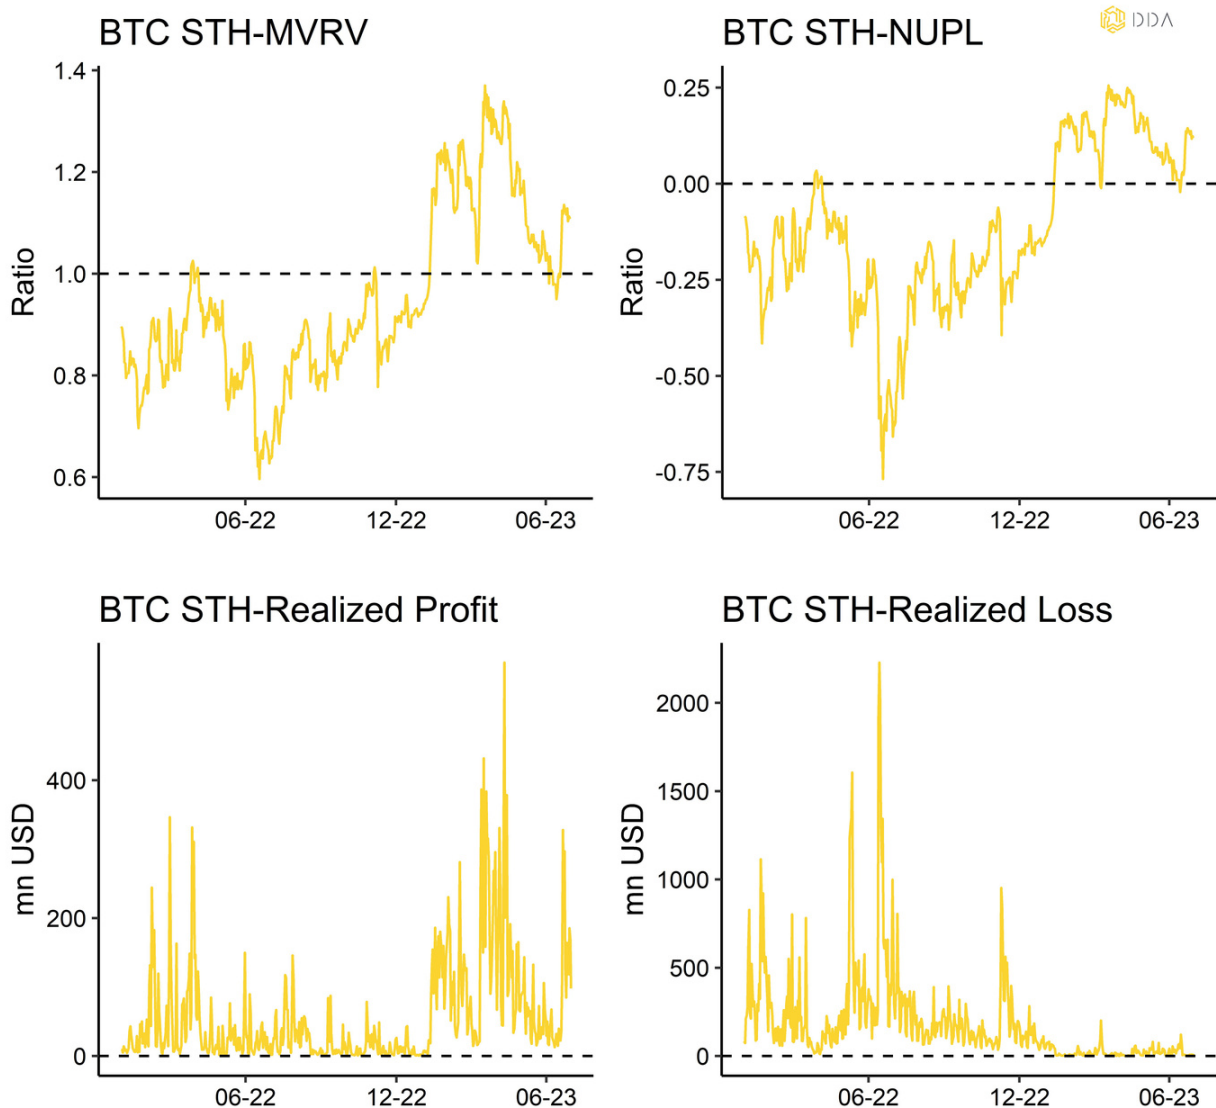 BTC STH-MVRV
Ratio
1.4
1.2
1.0
0.8
0.6
06-22 12-22 06-23
BTC STH-NUPL
DDA
Ratio
0.25
0.00
-0.25
-0.50
-0.75
06-22 12-22 06-23
BTC STH-Realized Profit
mn USD
400
200
0
06-22 12-22 06-23
BTC STH-Realized Loss
mn USD
2000
1500
1000
500
0
06-22 12-22 06-23